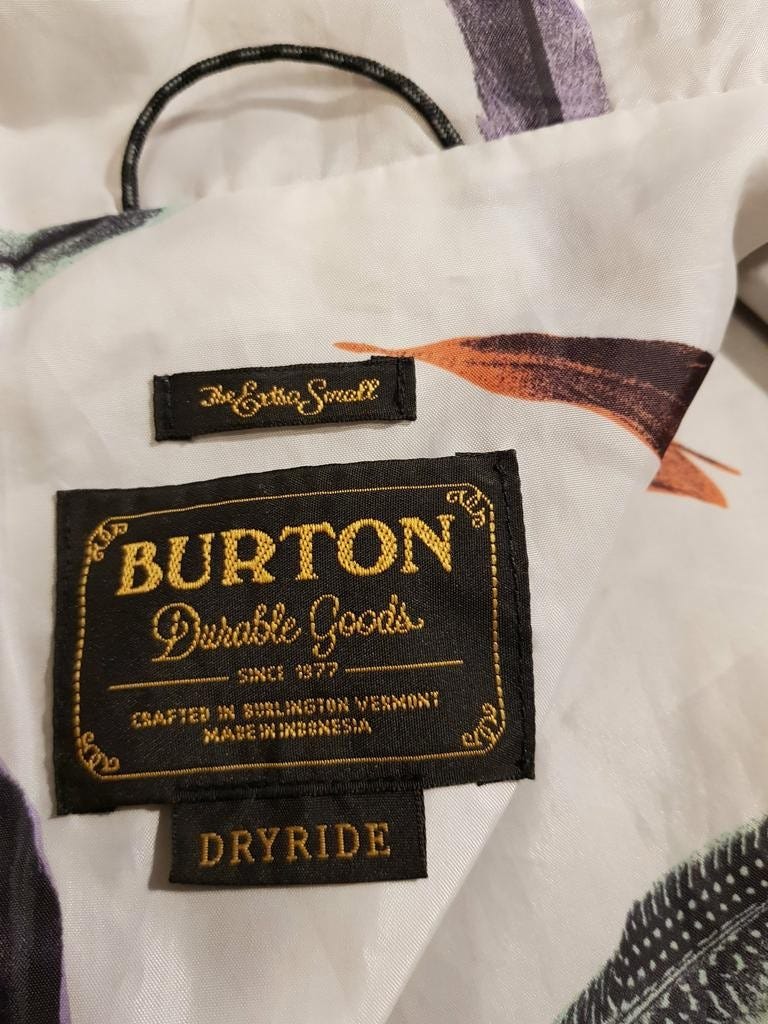 The Extra Small
BURTON
Durable Goods
SINCE 1977
CRAFTED IN BURLINGTON VERMONT
MADE IN INDONESIA
DRYRIDE